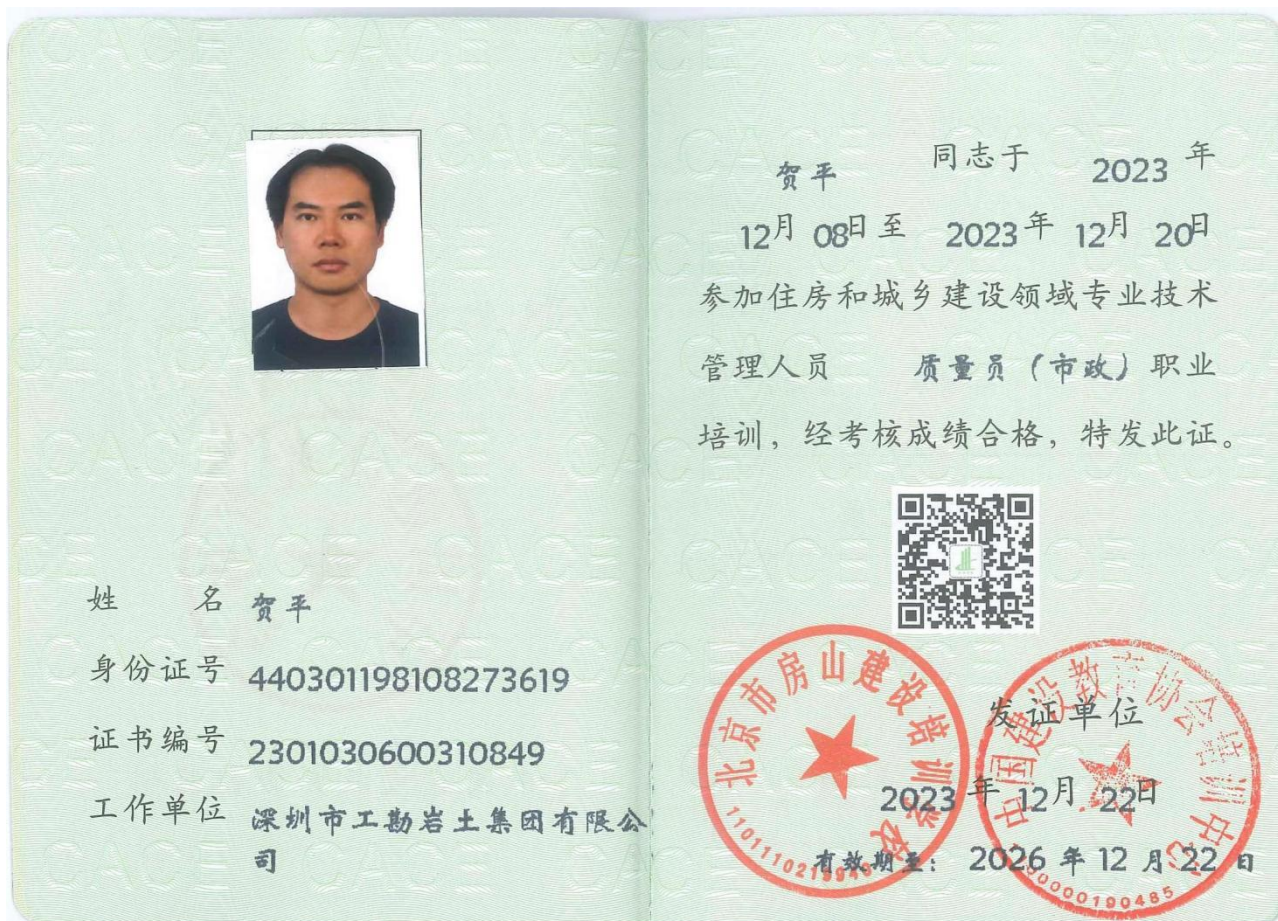 姓 名 贺平
身份证号 440301198108273619
证书编号 2301030600310849
工作单位 深圳市工勘岩土集团有限公
司
贺平 同志于 2023 年
12月 08日至 2023年 12月 20日
参加住房和城乡建设领域专业技术
管理人员 质量员（市政）职业
培训，经考核成绩合格，特发此证。
北京市房山建设培训学校
中国建设教育协会培训中心
发证单位
2023 年 12月 22日
有效期至： 2026 年 12 月 22 日
CACE